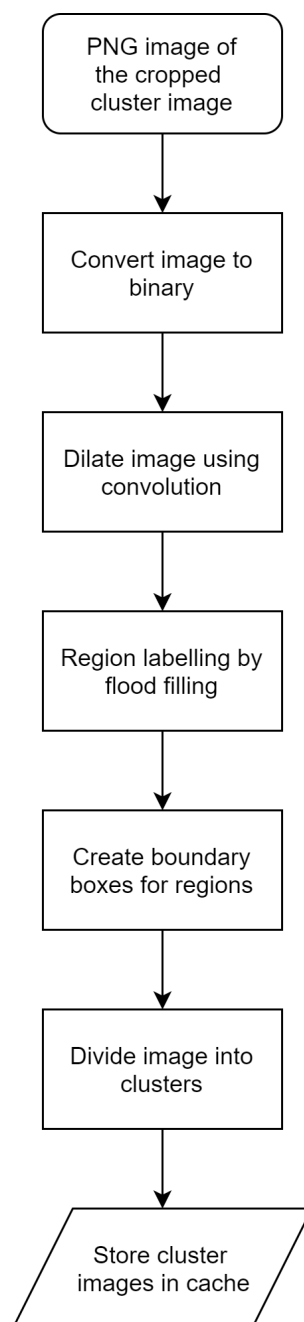 PNG image of
the cropped
cluster image
Convert image to
binary
Dilate image using
convolution
Region labelling by
flood filling
Create boundary
boxes for regions
Divide image into
clusters
Store cluster
images in cache